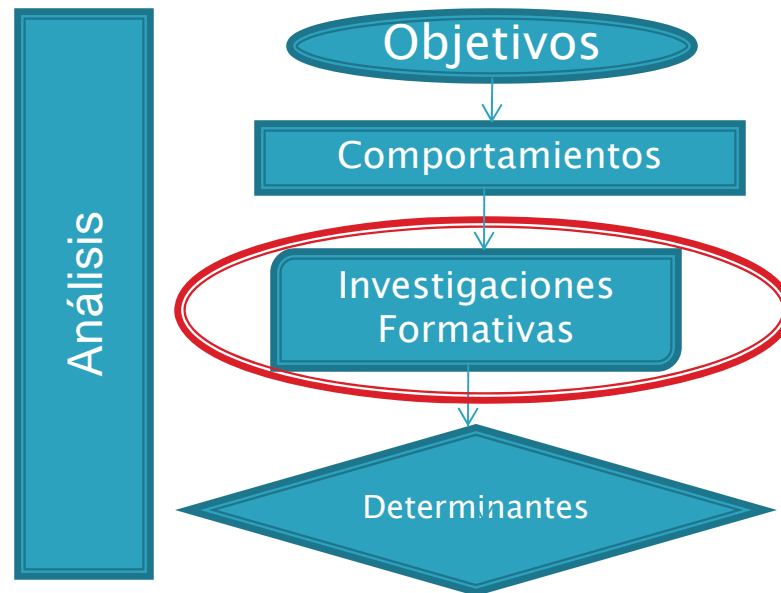 Análisis
Objetivos
Comportamientos
Investigaciones
Formativas
Determinantes